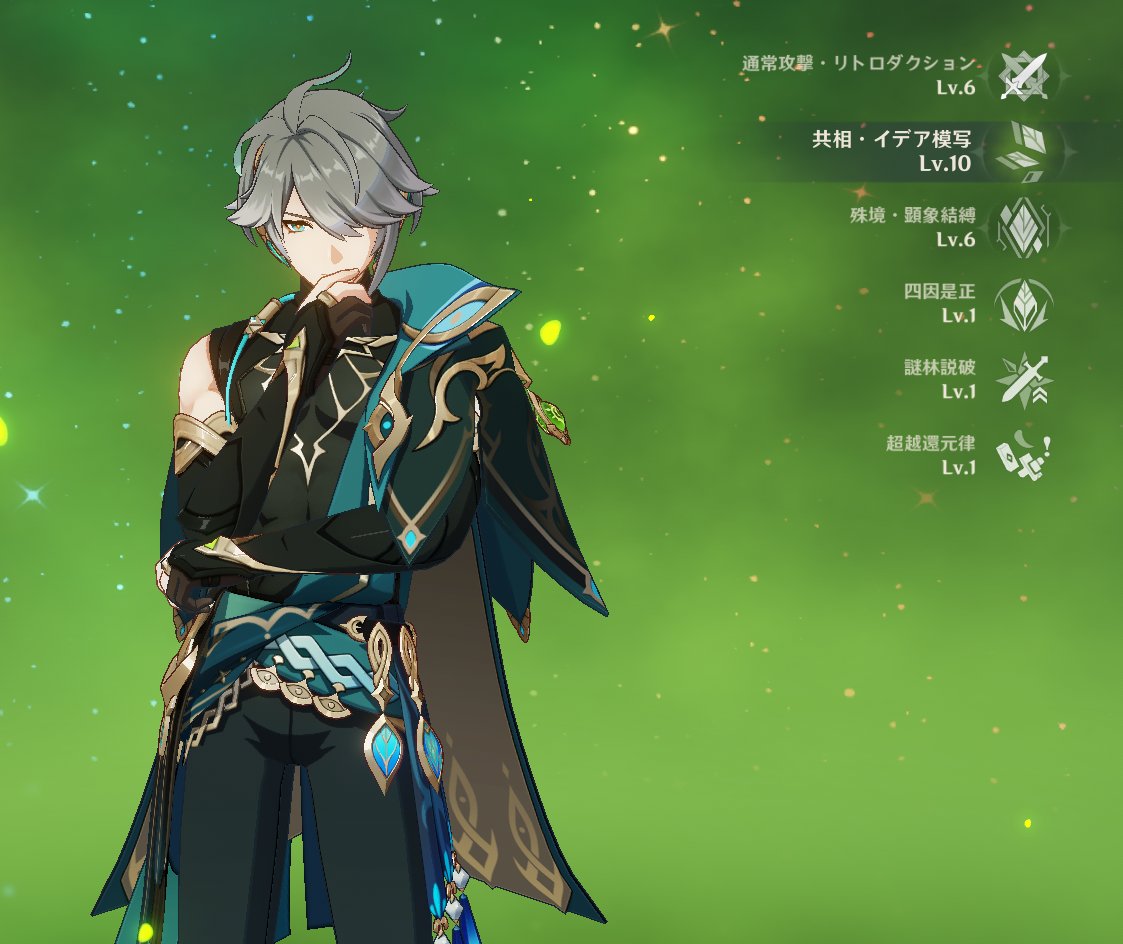 通常攻撃・リトロダクション
Lv.6
共相・イデア模写
Lv.10
殊境・顕象結縛
Lv.6
四因是正
Lv.1
謎林説破
Lv.1
超越還元律
Lv.1